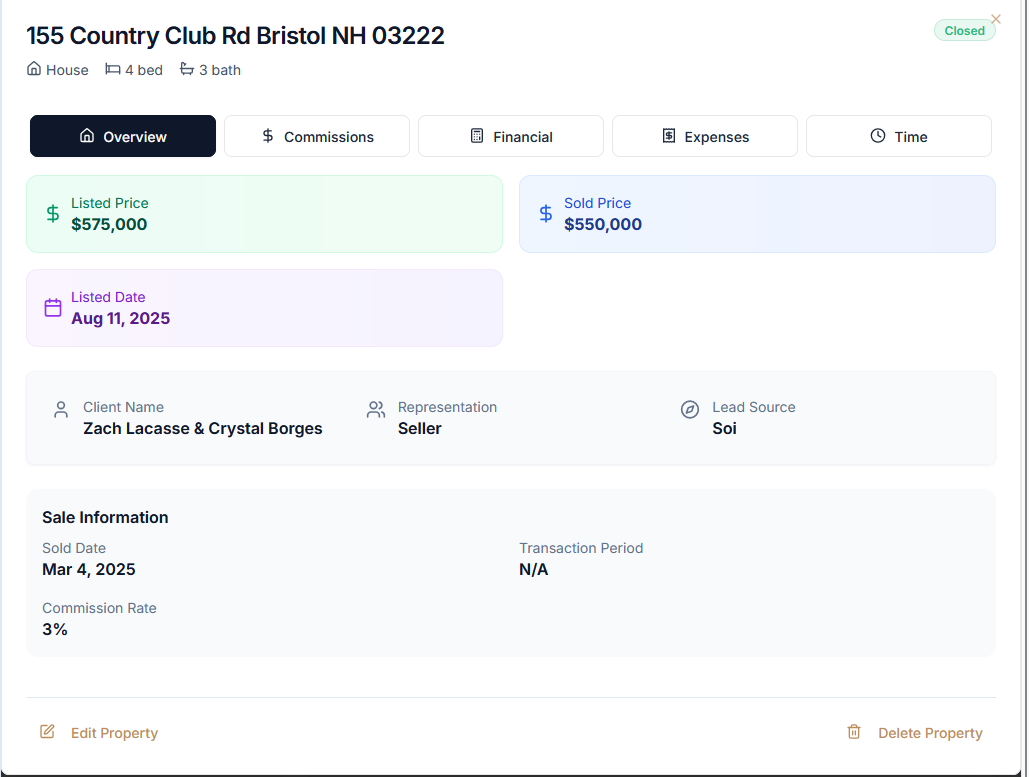 155 Country Club Rd Bristol NH 03222
Closed
House 4 bed 3 bath
Overview Commissions Financial Expenses Time
Listed Price
$575,000
Sold Price
$550,000
Listed Date
Aug 11, 2025
Client Name
Zach Lacasse & Crystal Borges
Representation
Seller
Lead Source
Soi
Sale Information
Sold Date
Mar 4, 2025
Transaction Period
N/A
Commission Rate
3%
Edit Property
Delete Property